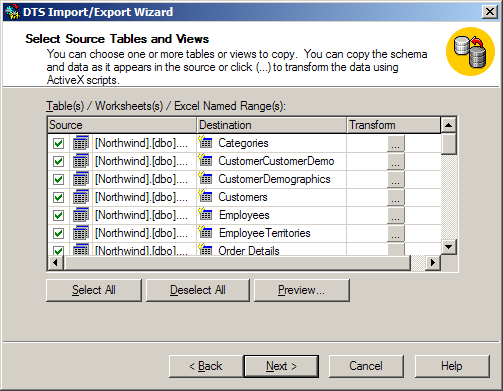 DTS Import/Export Wizard
Select Source Tables and Views
You can choose one or more tables or views to copy. You can copy the schema
and data as it appears in the source or click (...) to transform the data using
ActiveX scripts.
Table(s) / Worksheets(s) / Excel Named Range(s):
Source Destination Transform
[Northwind].[dbo].... Categories ...
[Northwind].[dbo].... CustomerCustomerDemo ...
[Northwind].[dbo].... CustomerDemographics ...
[Northwind].[dbo].... Customers ...
[Northwind].[dbo].... Employees ...
[Northwind].[dbo].... EmployeeTerritories ...
[Northwind].[dbo].... Order Details ...
Select All Deselect All Preview...
< Back Next > Cancel Help